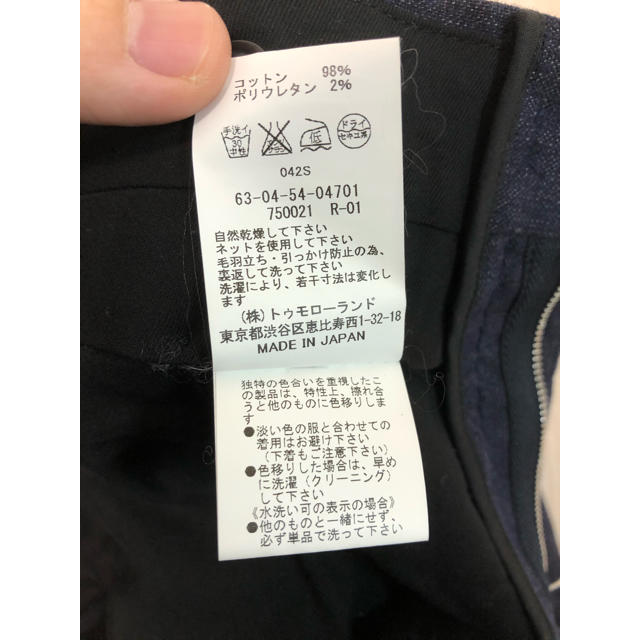 コットン 98%
ポリウレタン 2%
手洗イ
30
中性
エンソ
サラシ
低
ドライ
セキユ系
042S
63-04-54-04701
750021 R-01
自然乾燥して下さい
ネットを使用して下さい
毛羽立ち・引っかけ防止の為、
裏返して洗って下さい
洗濯により、若干寸法は変化し
ます
(株)トゥモローランド
東京都渋谷区恵比寿西1-32-18
MADE IN JAPAN
独特の色合いを重視したこ
の製品は、特性上、擦れ合
うと他のものに色移りしま
す
●淡い色の服と合わせての
着用はお避け下さい
(下着もご注意下さい)
●色移りした場合は、早め
に洗濯(クリーニング)
して下さい
《水洗い可の表示の場合》
●他のものと一緒にせず、
必ず単品で洗って下さい